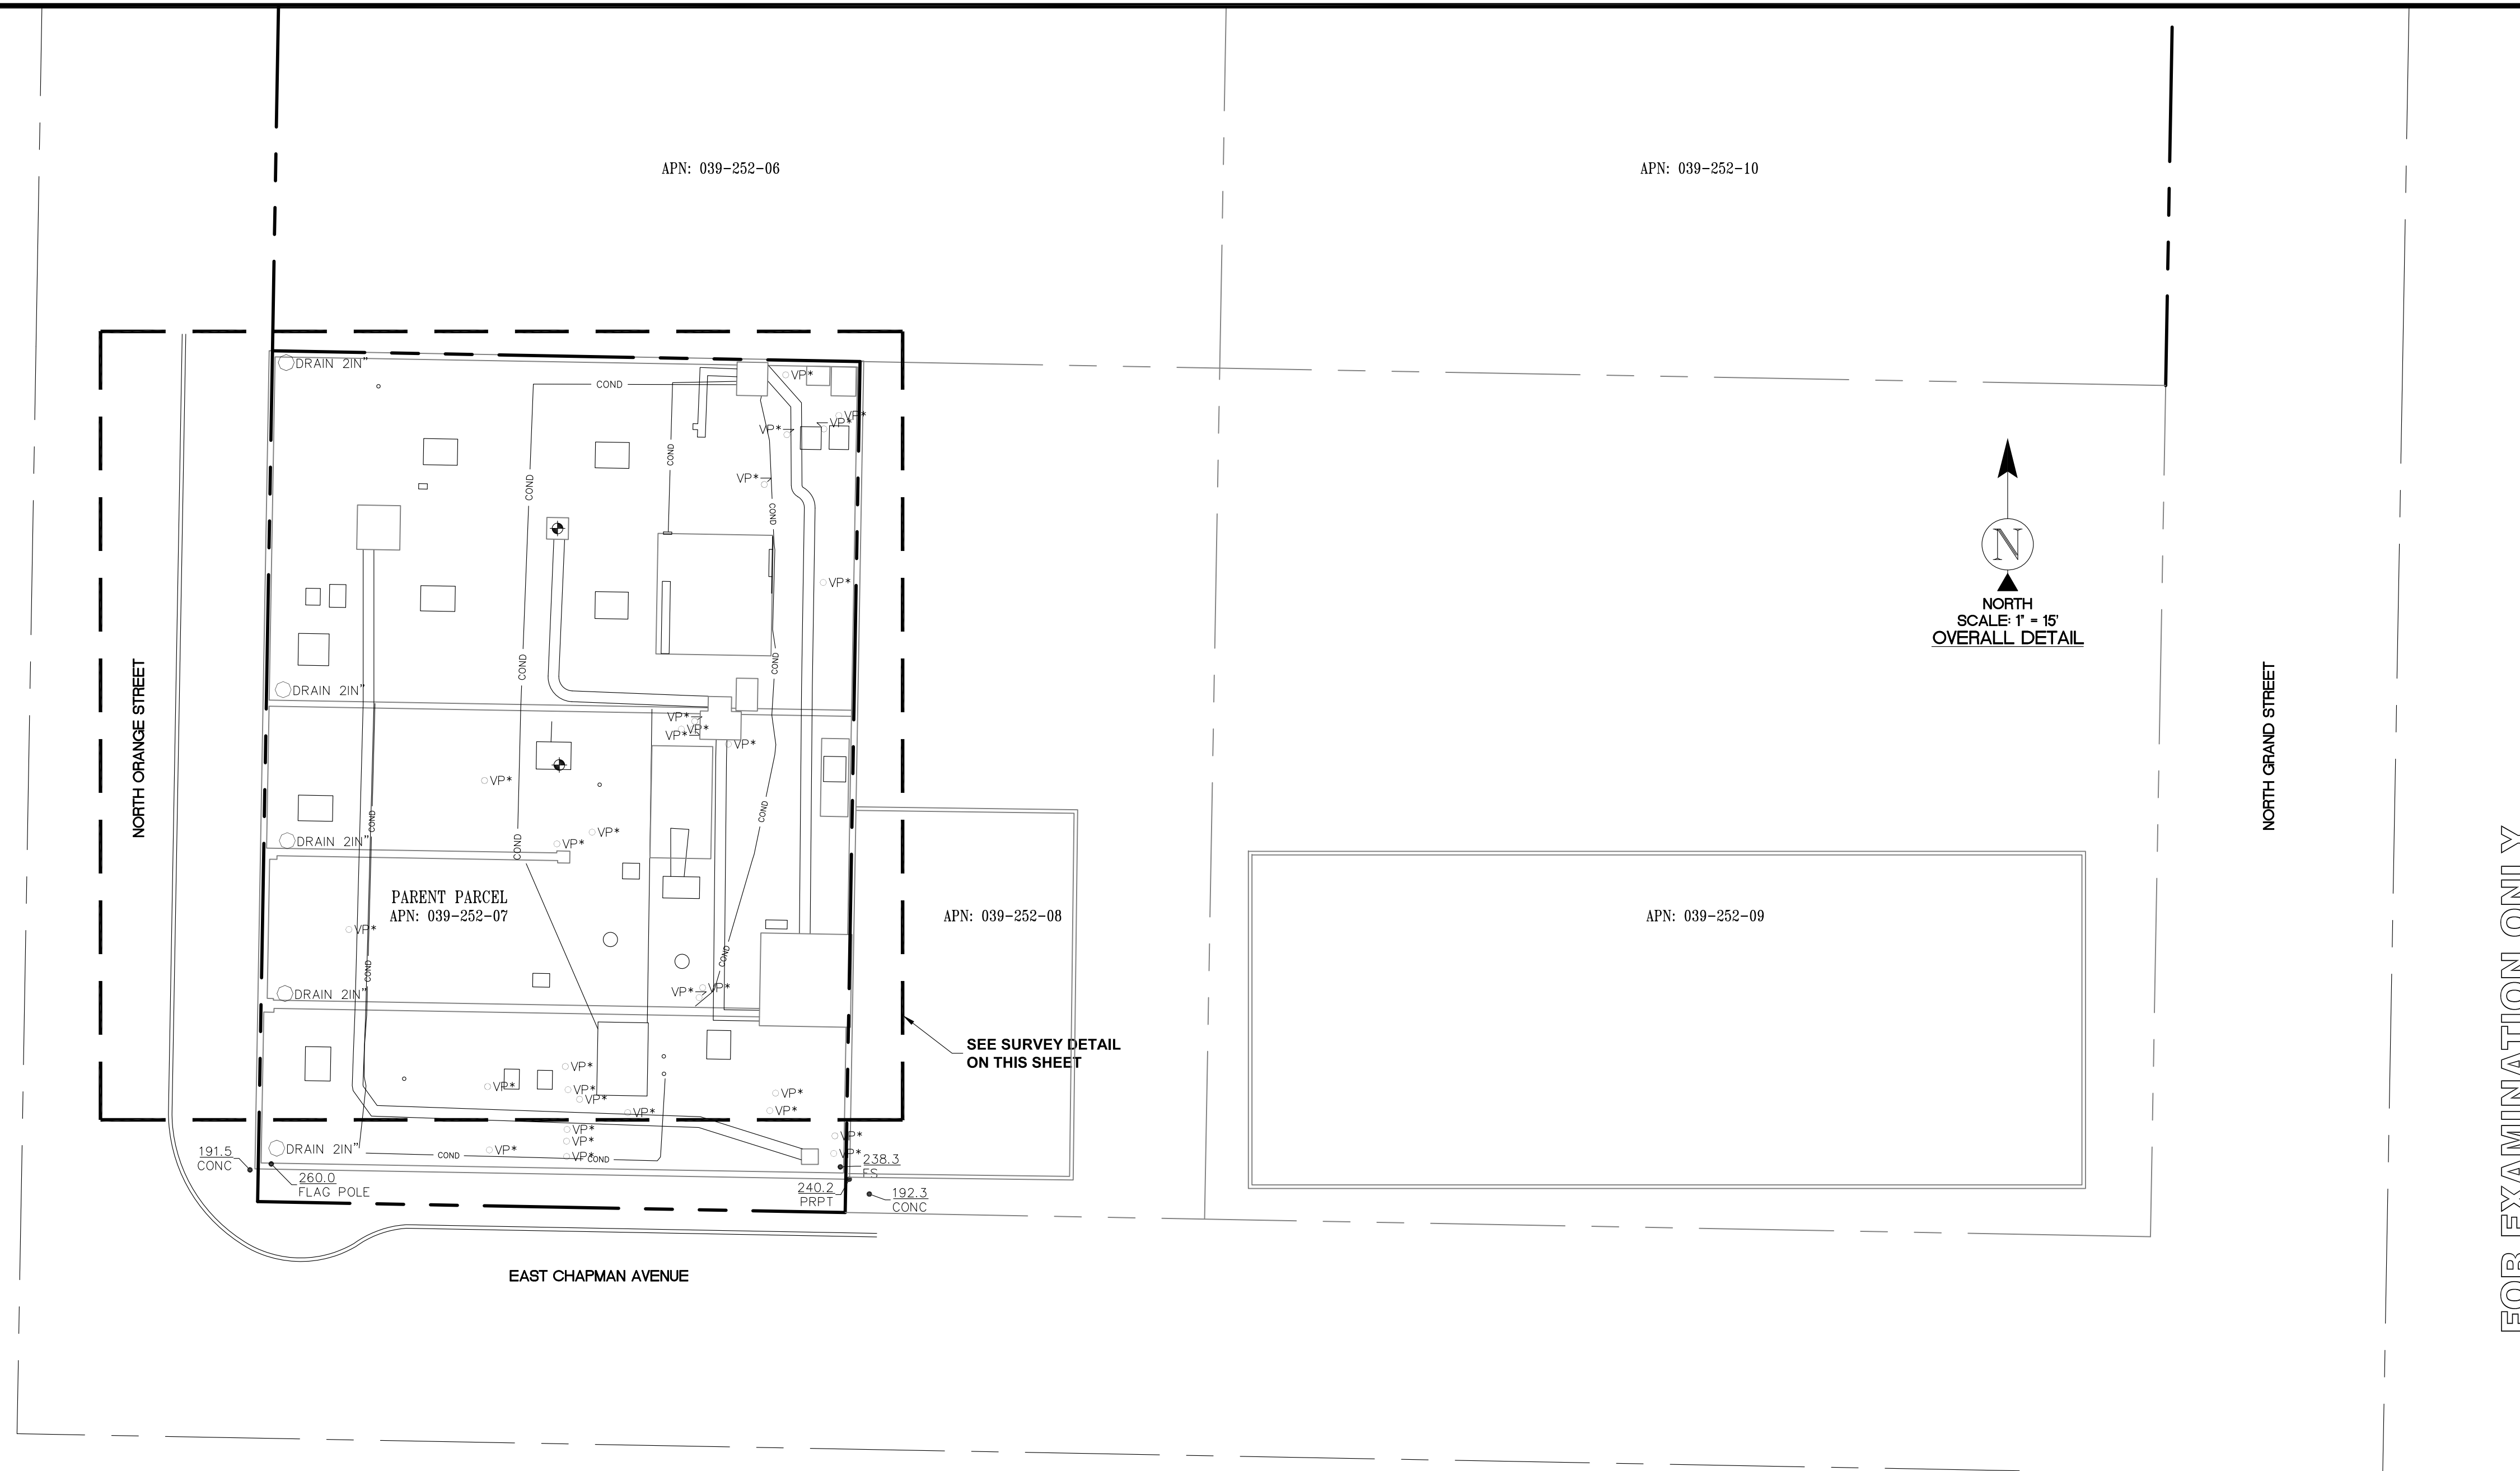 APN: 039-252-06
APN: 039-252-10
DRAIN 2IN"
COND
VP*
VP*
VP*
VP*
COND
VP*
COND
COND
NORTH
SCALE: 1" = 15'
OVERALL DETAIL
VP*
COND
COND
DRAIN 2IN"
NORTH ORANGE STREET
NORTH GRAND STREET
VP*
VP*
VP*
VP*
VP*
COND
COND
VP*
DRAIN 2IN"
COND
VP*
PARENT PARCEL
APN: 039-252-07
APN: 039-252-08
APN: 039-252-09
VP*
COND
COND
DRAIN 2IN"
VP*
VP*
SEE SURVEY DETAIL
ON THIS SHEET
VP*
VP*
VP*
VP*
VP*
VP*
VP*
VP*
VP*
VP*
VP*
VP*
COND
VP*
COND
VP*
DRAIN 2IN"
191.5
CONC
260.0
FLAG POLE
238.3
FS
240.2
PRPT
192.3
CONC
EAST CHAPMAN AVENUE
FOR EXAMINATION ONLY
N